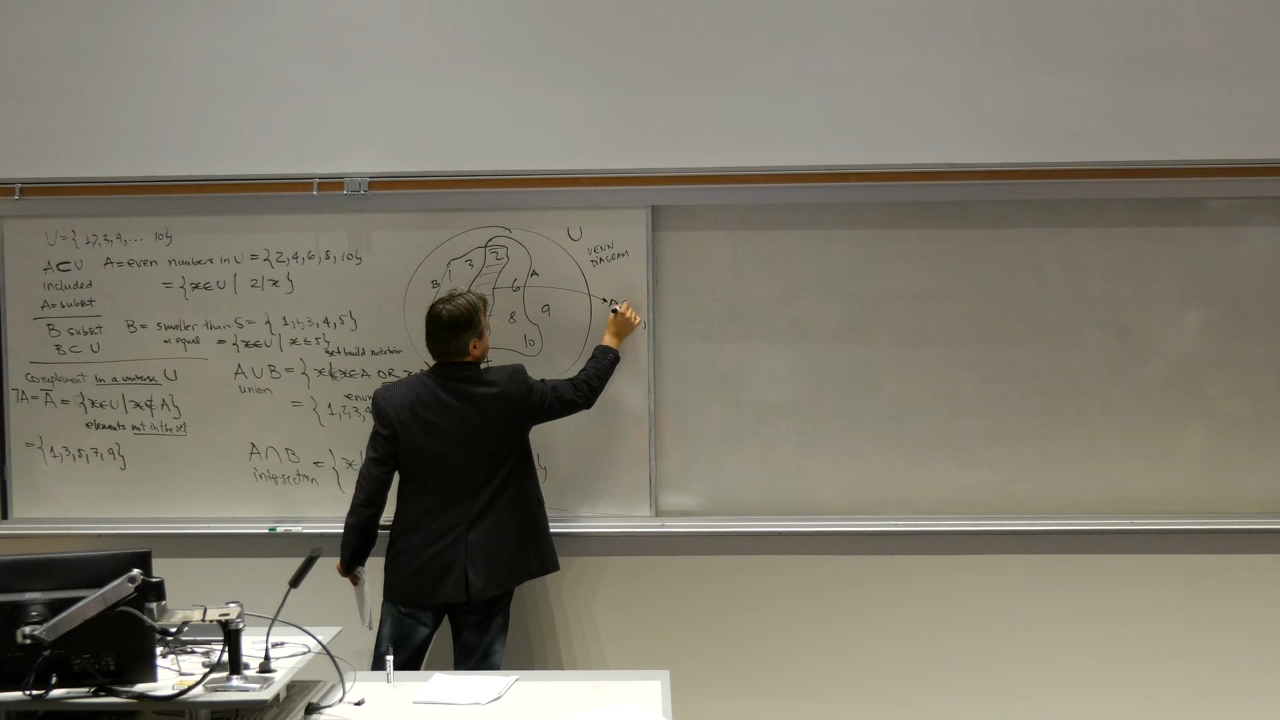 U={1,2,3,4,... 10}
A⊂U A=even numbers in U={2,4,6,8,10}
included ={x∈U | 2|x}
A=subset
B subset B= smaller than 5 = {1,2,3,4,5}
B⊂U or equal ={x∈U | x≤5}
set build notation
Complement in a universe U
¬A=Ā={x∈U|x∉A}
elements not in the set
={1,3,5,7,9}
A∪B={x|x∈A OR
union
={1,2,3,4
A∩B={x
intersection
U
VENN
DIAGRAM
B 1 3 2 A
6
8 9
10